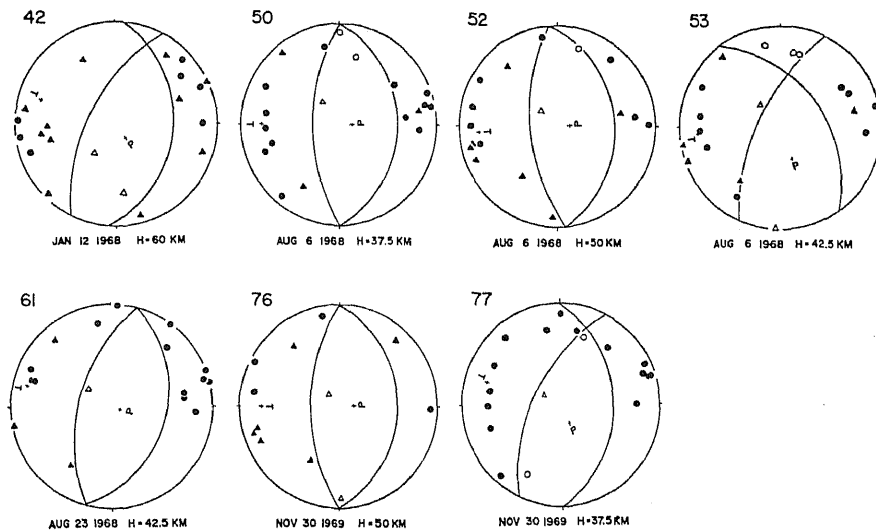 42
50
52
53
T
P
T
P
T
P
T
P
JAN 12 1968 H=60 KM
AUG 6 1968 H=37.5 KM
AUG 6 1968 H=50 KM
AUG 6 1968 H=42.5 KM
61
76
77
T
P
T
P
T
P
AUG 23 1968 H=42.5 KM
NOV 30 1969 H=50 KM
NOV 30 1969 H=37.5 KM